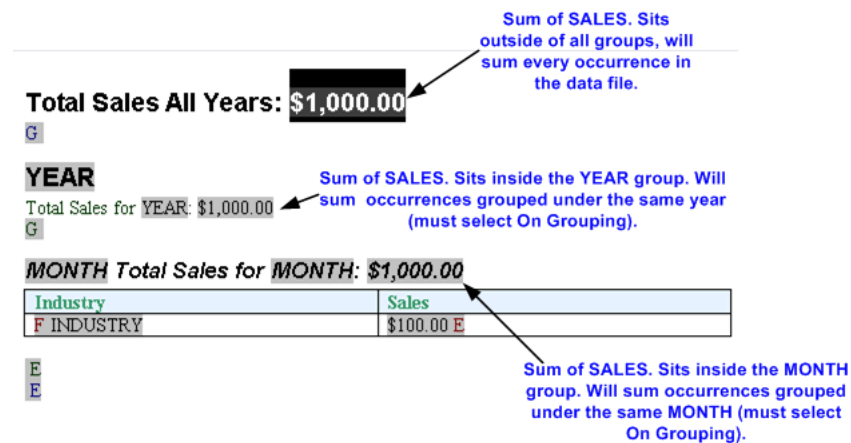 Sum of SALES. Sits
outside of all groups, will
sum every occurrence in
the data file.
Total Sales All Years: $1,000.00
G
YEAR
Total Sales for YEAR: $1,000.00
G
Sum of SALES. Sits inside the YEAR group. Will
sum occurrences grouped under the same year
(must select On Grouping).
MONTH Total Sales for MONTH: $1,000.00
Industry Sales
F INDUSTRY $100.00 E
E
E
Sum of SALES. Sits inside the MONTH
group. Will sum occurrences grouped
under the same MONTH (must select
On Grouping).